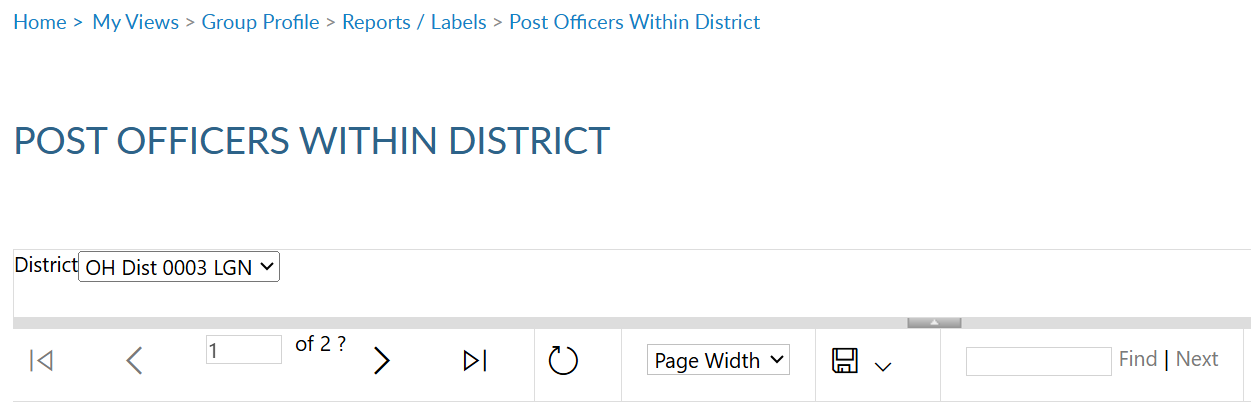 Home > My Views > Group Profile > Reports / Labels > Post Officers Within District
POST OFFICERS WITHIN DISTRICT
District OH Dist 0003 LGN
1 of 2 ? Page Width Find | Next